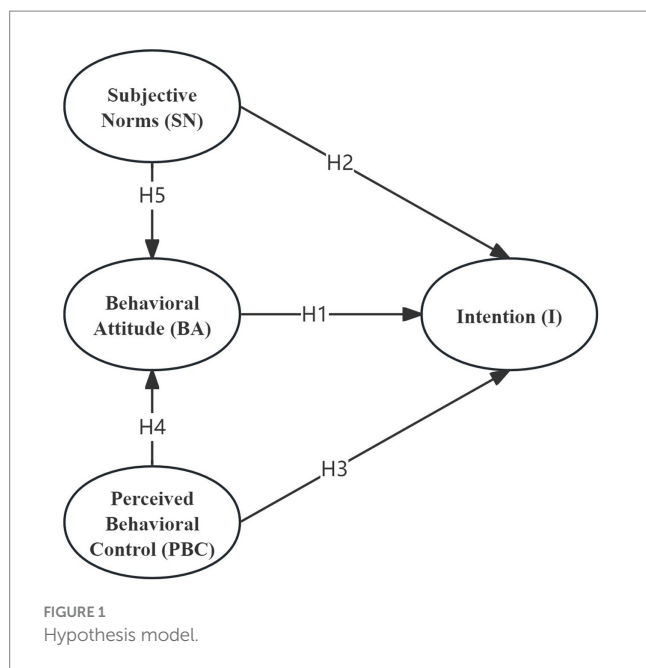 Subjective
Norms (SN)
H2
H5
Behavioral
Attitude (BA)
H1
Intention (I)
H4
H3
Perceived
Behavioral
Control (PBC)
FIGURE 1
Hypothesis model.